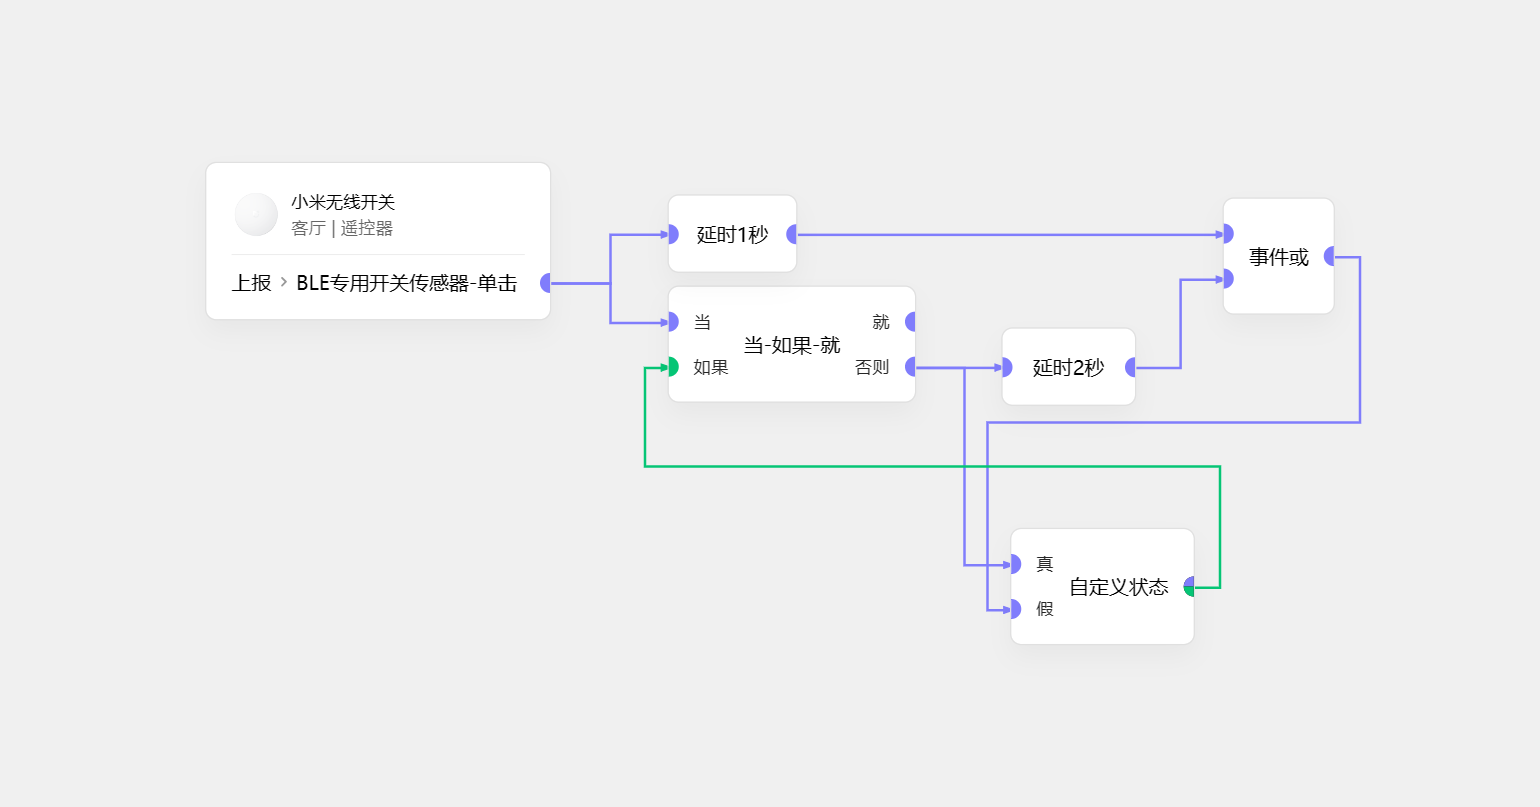 小米无线开关
客厅 | 遥控器
上报 > BLE专用开关传感器-单击
延时1秒
当
如果
当-如果-就
就
否则
延时2秒
事件或
真
假
自定义状态